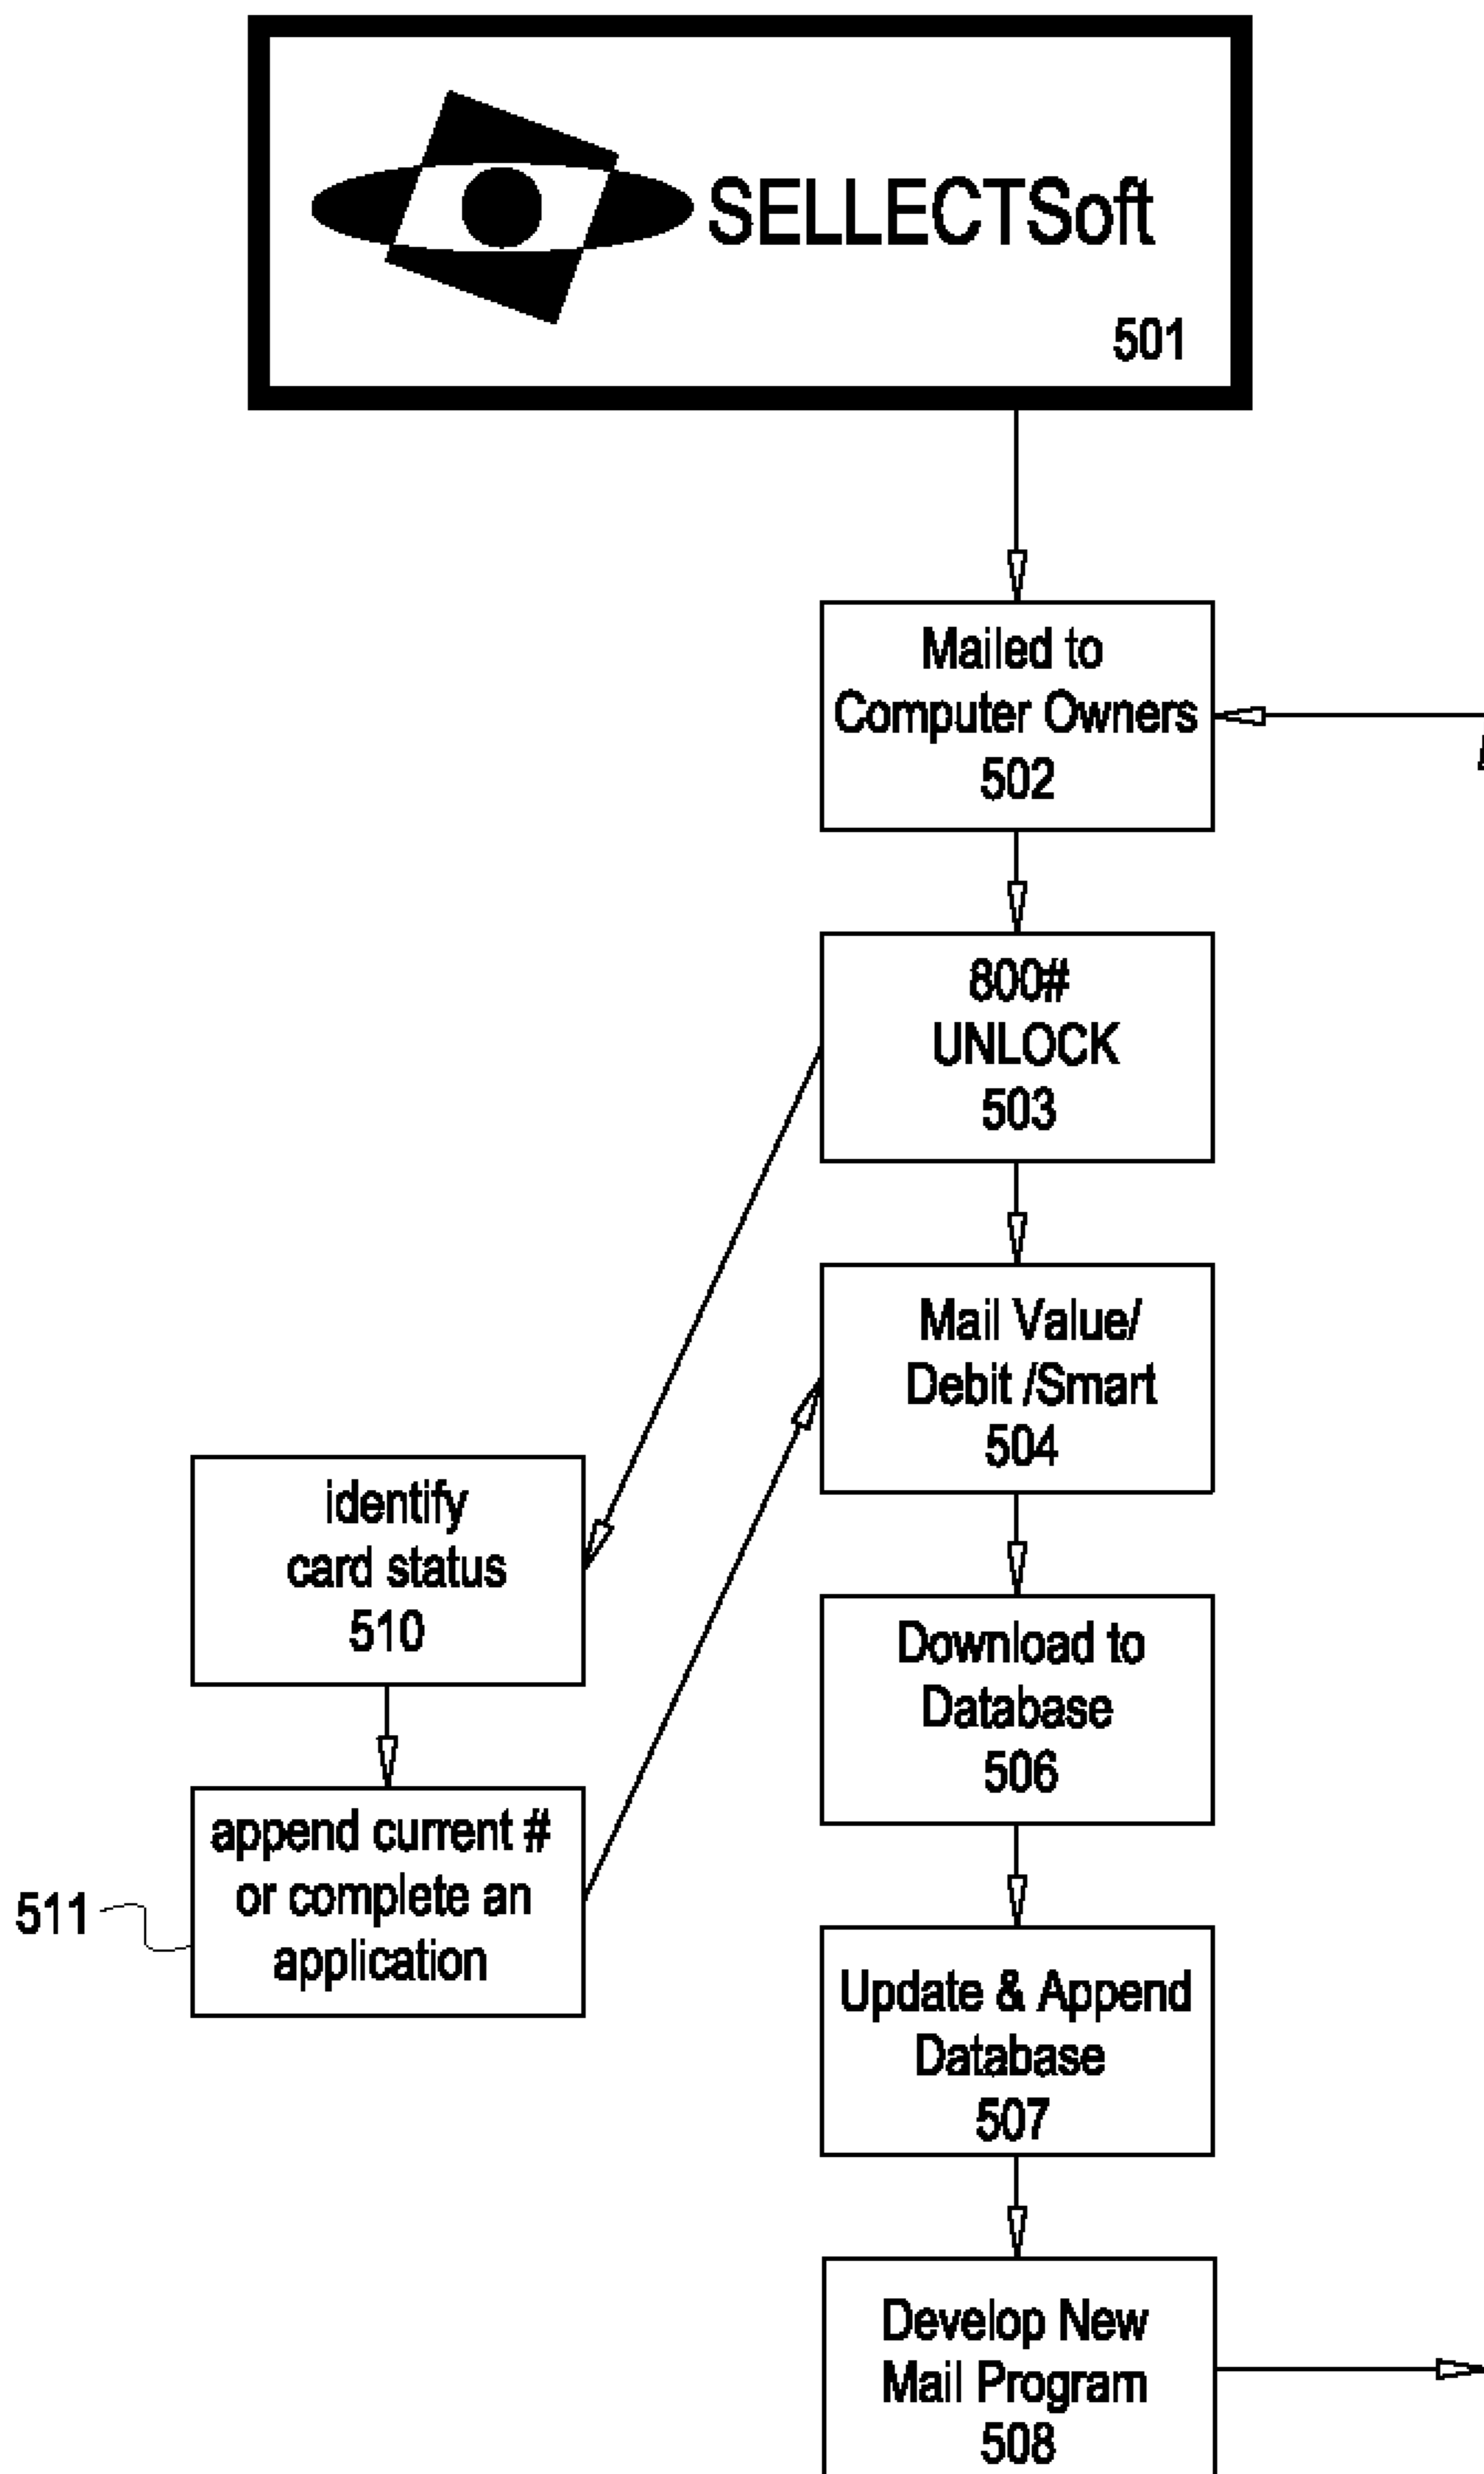 SELLECTSoft
501
Mailed to
Computer Owners
502
800#
UNLOCK
503
Mail Value/
Debit /Smart
504
identify
card status
510
Download to
Database
506
append current #
or complete an
application
511
Update & Append
Database
507
Develop New
Mail Program
508